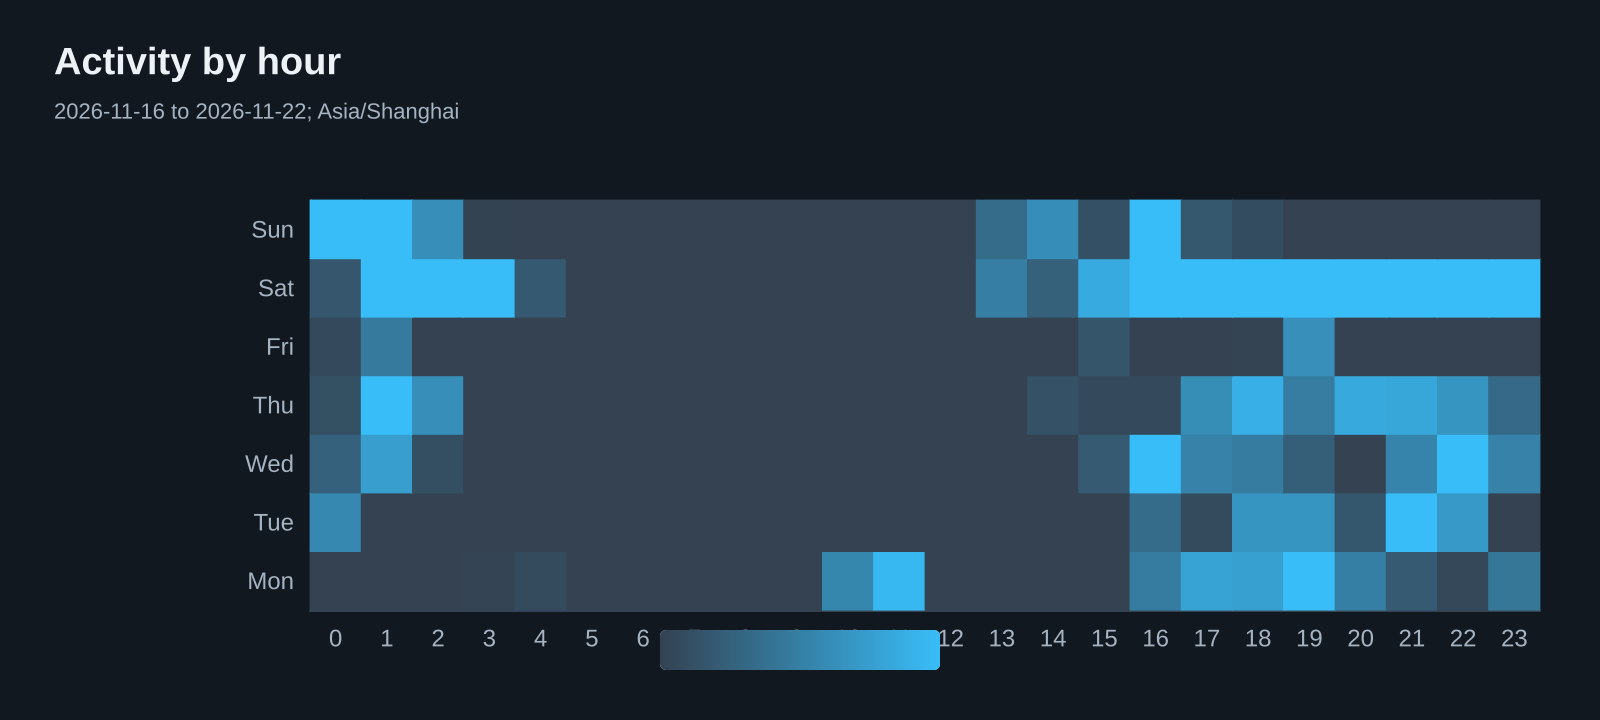 Activity by hour
2026-11-16 to 2026-11-22; Asia/Shanghai
Sun
Sat
Fri
Thu
Wed
Tue
Mon
0 1 2 3 4 5 6 12 13 14 15 16 17 18 19 20 21 22 23